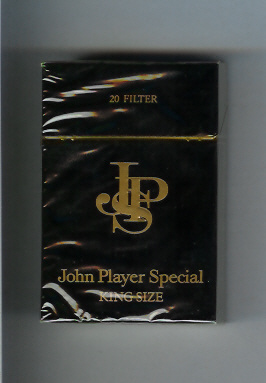 20 FILTER
JPS
John Player Special
KING SIZE